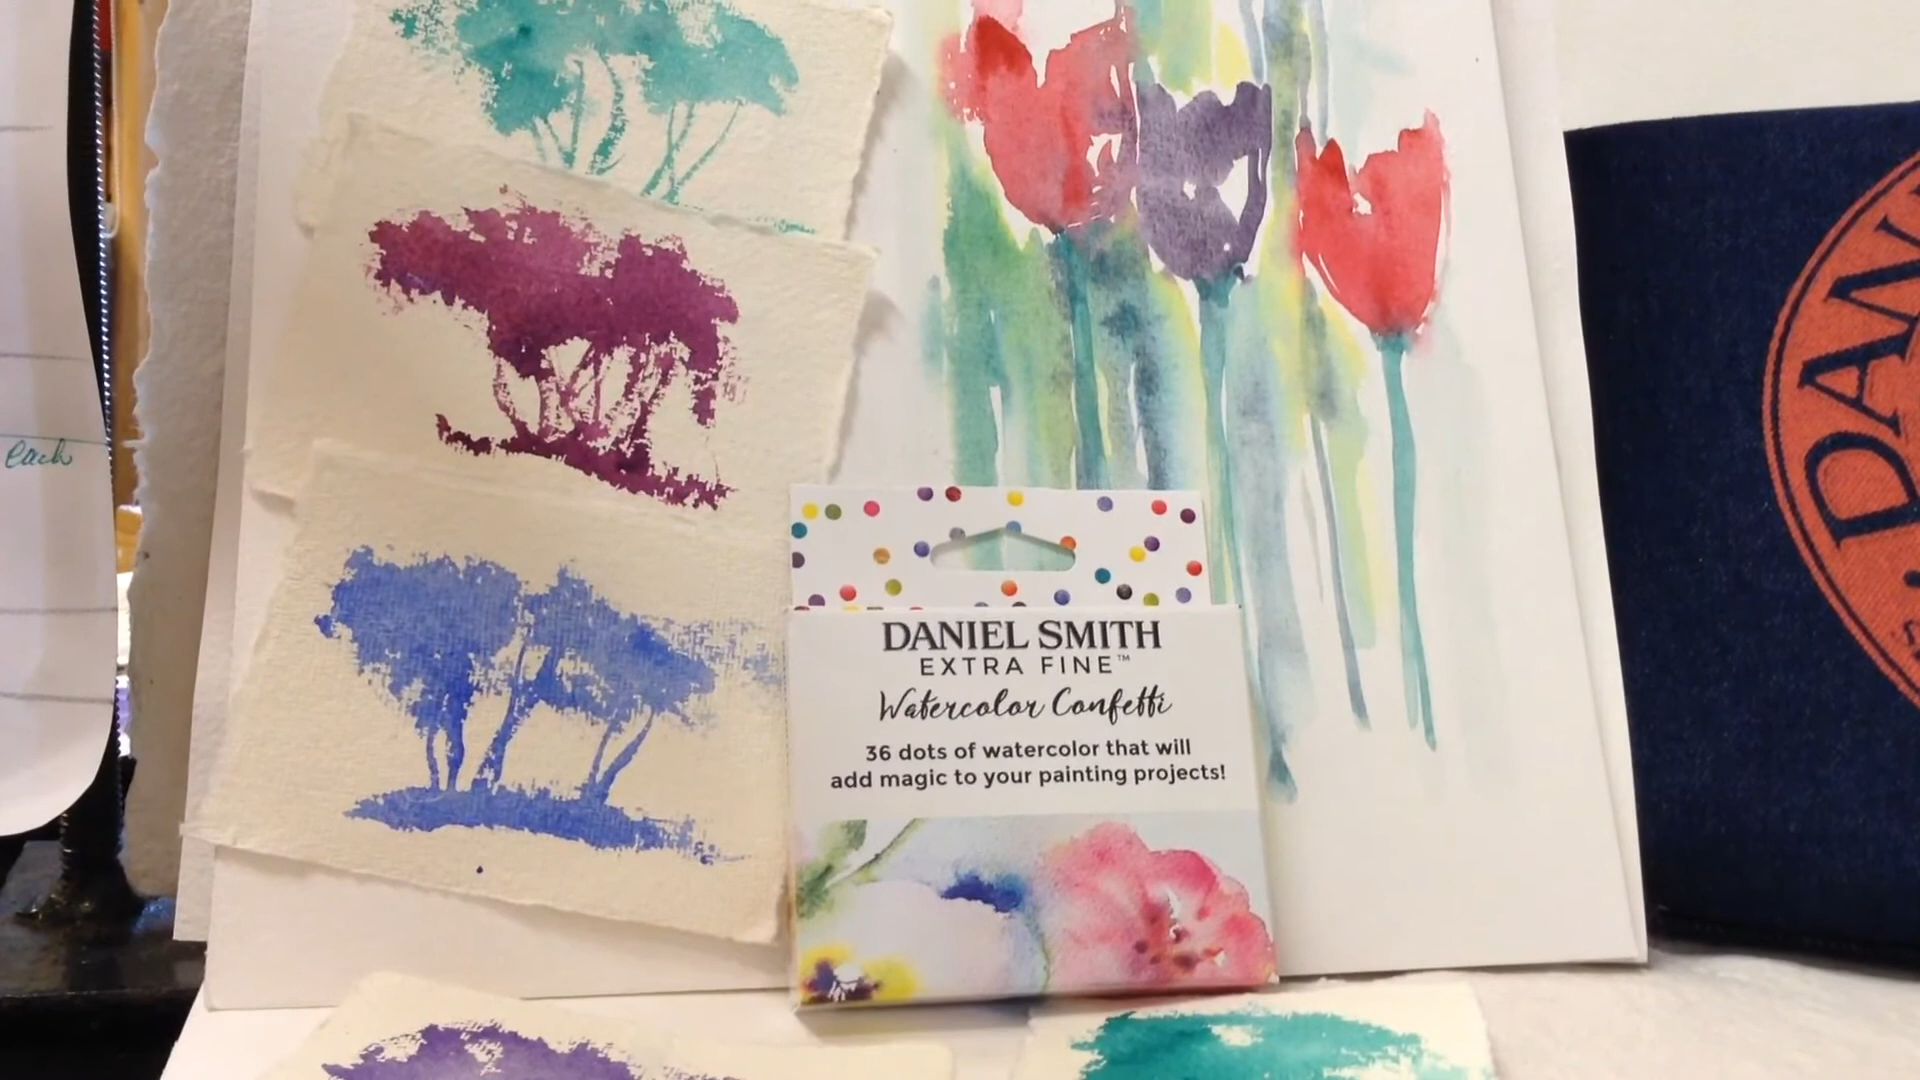 each
DANIEL SMITH
EXTRA FINE™
Watercolor Confetti
36 dots of watercolor that will
add magic to your painting projects!